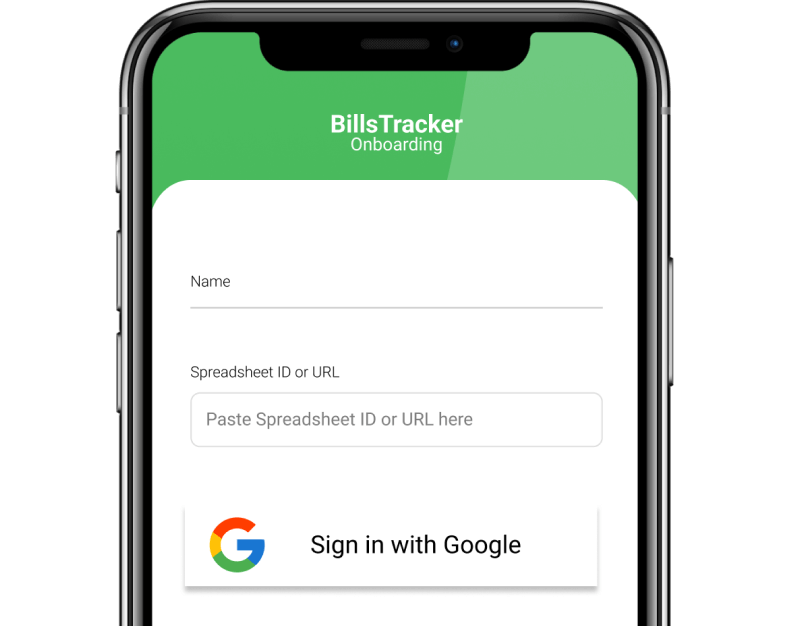 BillsTracker
Onboarding
Name
Spreadsheet ID or URL
Paste Spreadsheet ID or URL here
Sign in with Google